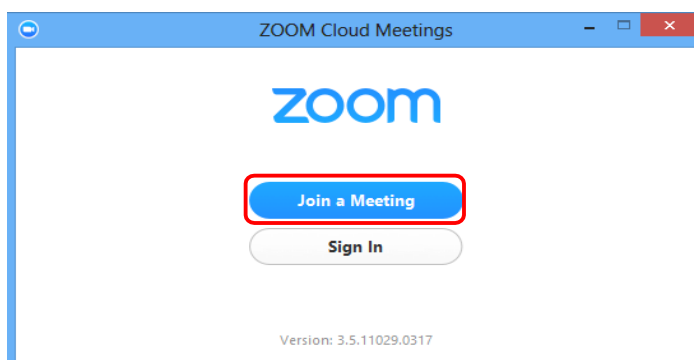 ZOOM Cloud Meetings
zoom
Join a Meeting
Sign In
Version: 3.5.11029.0317